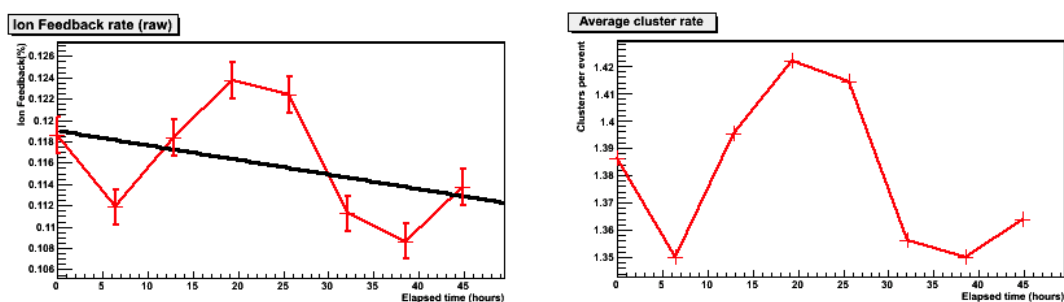 Ion Feedback rate (raw)
Ion Feedback(%)
0.126
0.124
0.122
0.12
0.118
0.116
0.114
0.112
0.11
0.108
0.106
0 5 10 15 20 25 30 35 40 45
Elapsed time (hours)
Average cluster rate
Clusters per event
1.42
1.41
1.4
1.39
1.38
1.37
1.36
1.35
0 5 10 15 20 25 30 35 40 45
Elapsed time (hours)